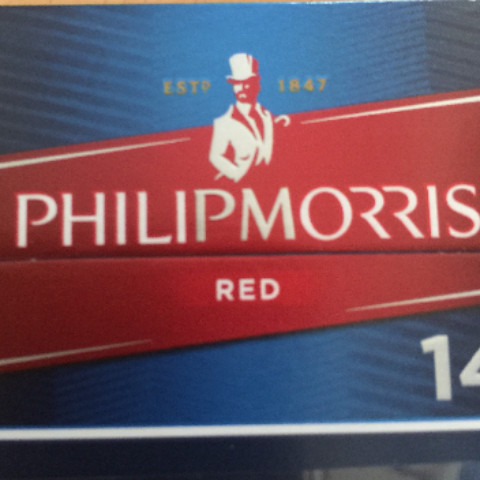 ESTD 1847
PHILIPMORRIS
RED
14